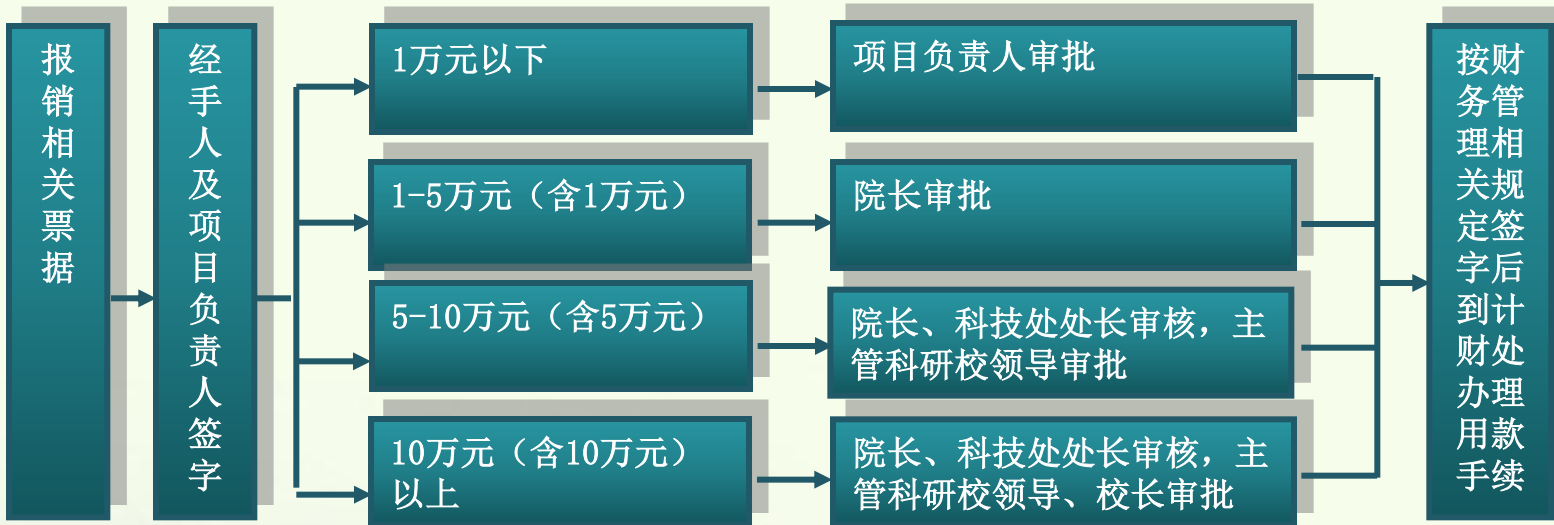 报销相关票据
经手人及项目负责人签字
1万元以下
项目负责人审批
1-5万元（含1万元）
院长审批
5-10万元（含5万元）
院长、科技处处长审核，主
管科研校领导审批
10万元（含10万元）
以上
院长、科技处处长审核，主
管科研校领导、校长审批
按财
务管
理相
关规
定签
字后
到计
财处
办理
用款
手续